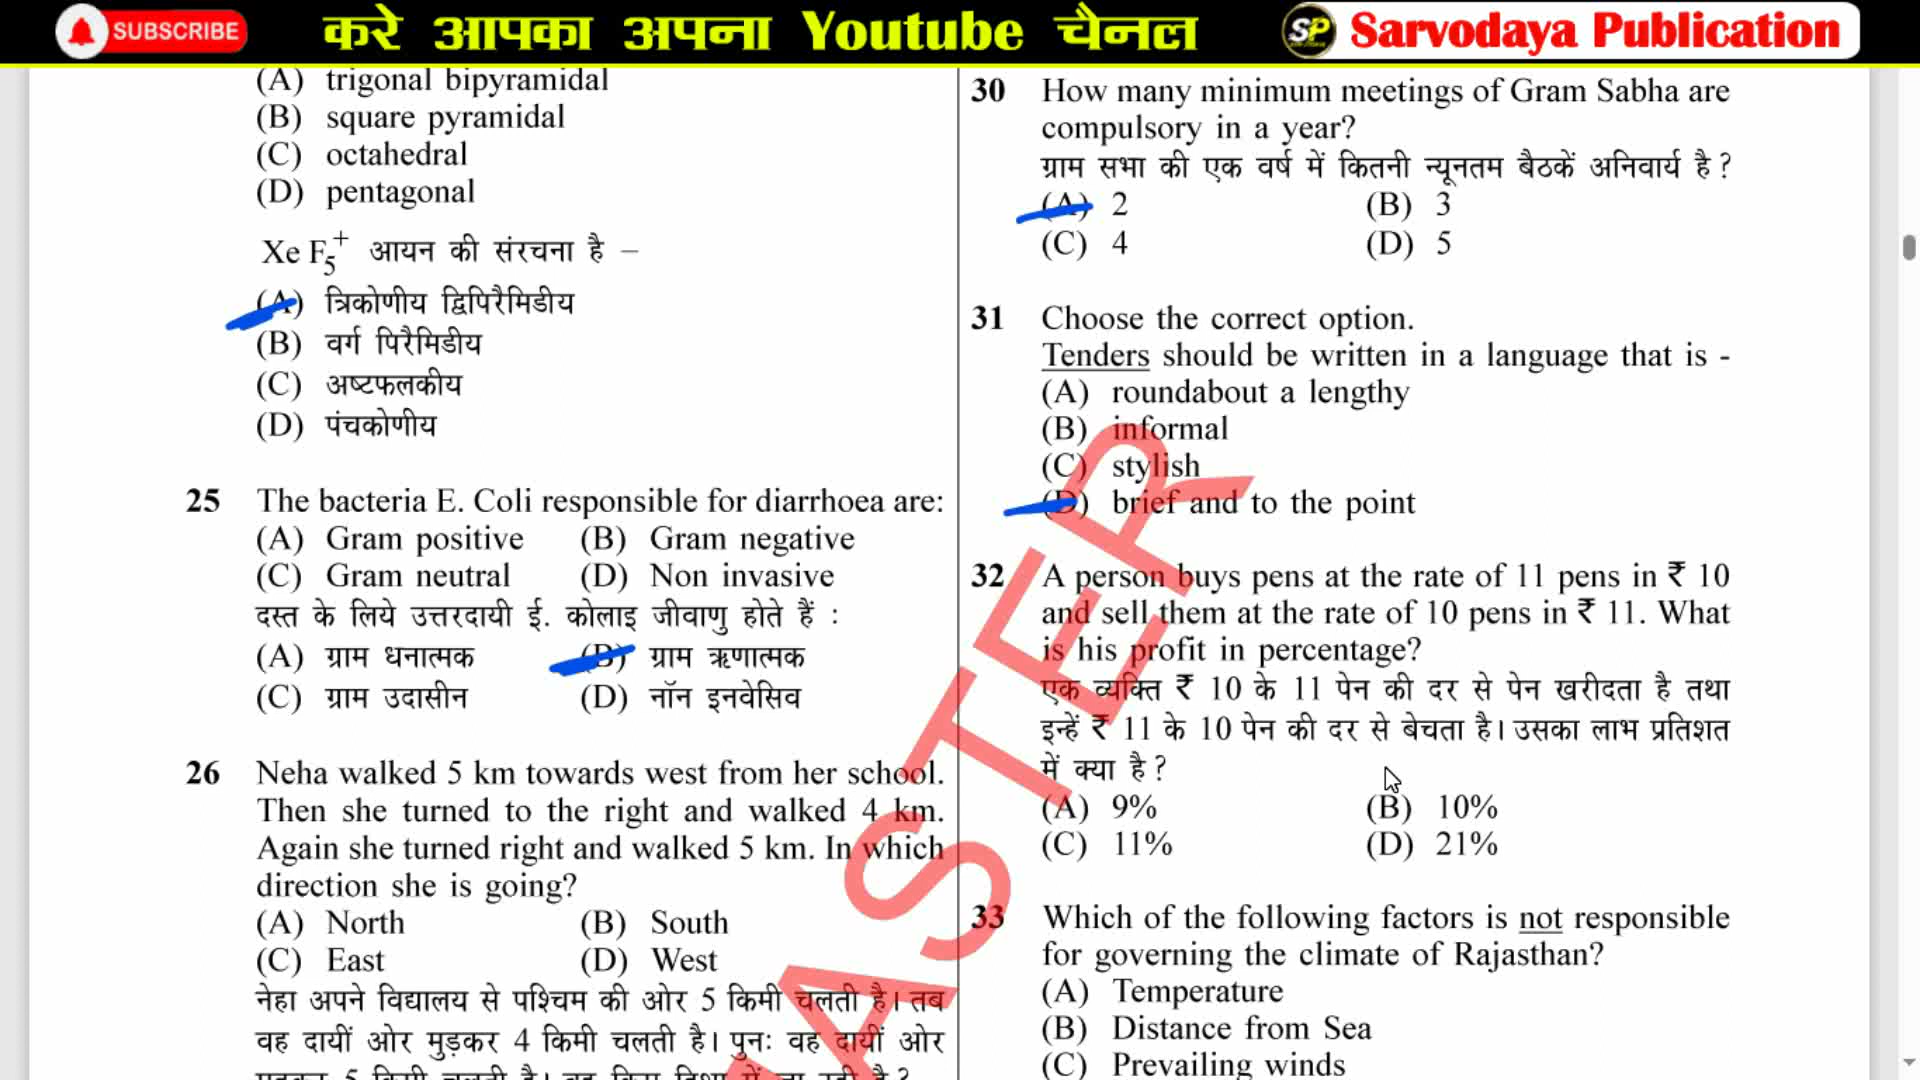 SUBSCRIBE
करे आपका अपना Youtube चैनल
SP
Sarvodaya Publication
(A) trigonal bipyramidal
(B) square pyramidal
(C) octahedral
(D) pentagonal
Xe F₅⁺ आयन की संरचना है –
(A) त्रिकोणीय द्विपिरैमिडीय
(B) वर्ग पिरैमिडीय
(C) अष्टफलकीय
(D) पंचकोणीय
25 The bacteria E. Coli responsible for diarrhoea are:
(A) Gram positive (B) Gram negative
(C) Gram neutral (D) Non invasive
दस्त के लिये उत्तरदायी ई. कोलाइ जीवाणु होते हैं :
(A) ग्राम धनात्मक (B) ग्राम ऋणात्मक
(C) ग्राम उदासीन (D) नॉन इनवेसिव
26 Neha walked 5 km towards west from her school.
Then she turned to the right and walked 4 km.
Again she turned right and walked 5 km. In which
direction she is going?
(A) North (B) South
(C) East (D) West
नेहा अपने विद्यालय से पश्चिम की ओर 5 किमी चलती है। तब
वह दायीं ओर मुड़कर 4 किमी चलती है। पुनः वह दायीं ओर
मुड़कर 5 किमी चलती है। वह किस दिशा में जा रही है?
30 How many minimum meetings of Gram Sabha are
compulsory in a year?
ग्राम सभा की एक वर्ष में कितनी न्यूनतम बैठकें अनिवार्य है ?
(A) 2 (B) 3
(C) 4 (D) 5
31 Choose the correct option.
Tenders should be written in a language that is -
(A) roundabout a lengthy
(B) informal
(C) stylish
(D) brief and to the point
32 A person buys pens at the rate of 11 pens in ₹ 10
and sell them at the rate of 10 pens in ₹ 11. What
is his profit in percentage?
एक व्यक्ति ₹ 10 के 11 पेन की दर से पेन खरीदता है तथा
इन्हें ₹ 11 के 10 पेन की दर से बेचता है। उसका लाभ प्रतिशत
में क्या है ?
(A) 9% (B) 10%
(C) 11% (D) 21%
33 Which of the following factors is not responsible
for governing the climate of Rajasthan?
(A) Temperature
(B) Distance from Sea
(C) Prevailing winds
ASTER